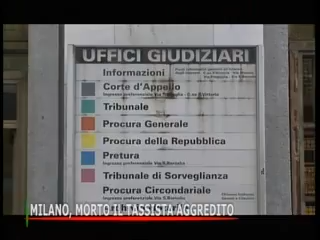 UFFICI GIUDIZIARI
Informazioni
Corte d'Appello
Tribunale
Procura Generale
Procura della Repubblica
Pretura
Tribunale di Sorveglianza
Procura Circondariale
MILANO, MORTO IL TASSISTA AGGREDITO